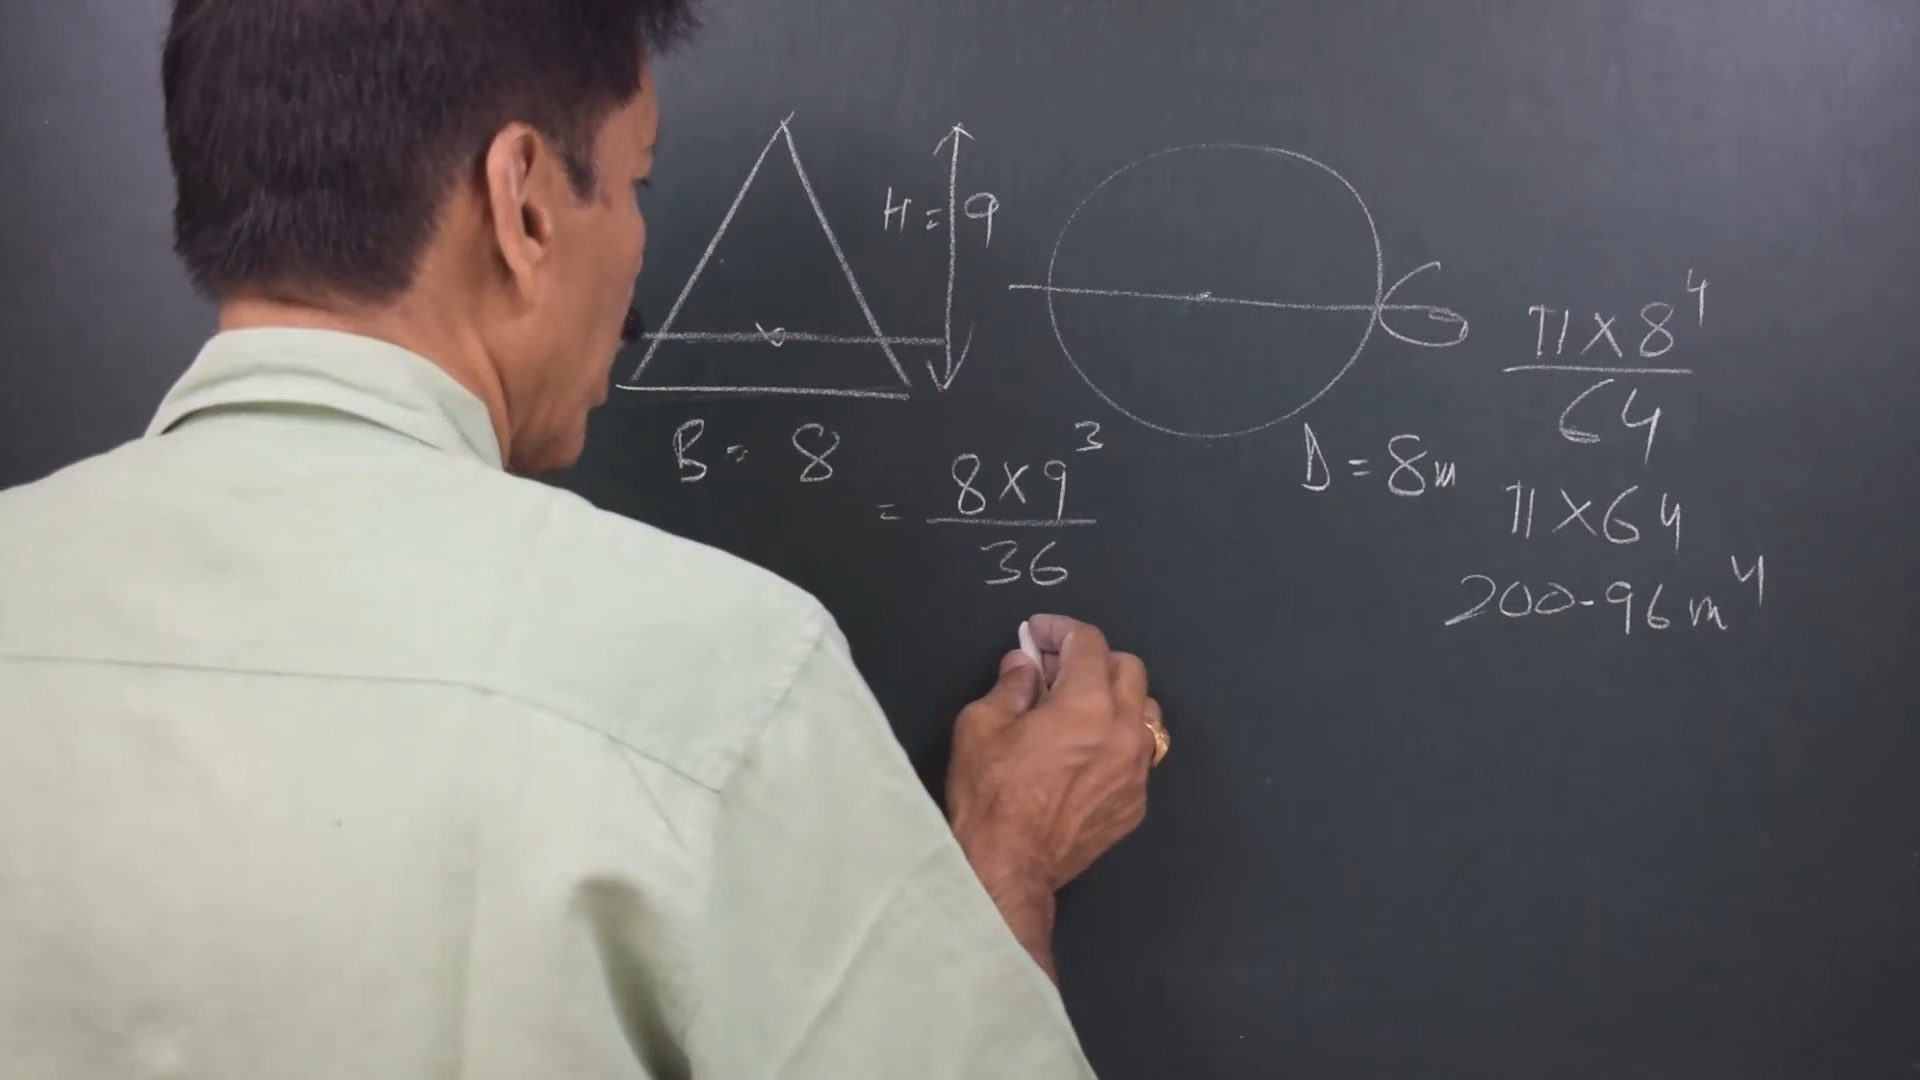 H = 9
B = 8
= 8 × 9³
36
D = 8m
π × 8⁴
64
π × 64
200.96 m⁴